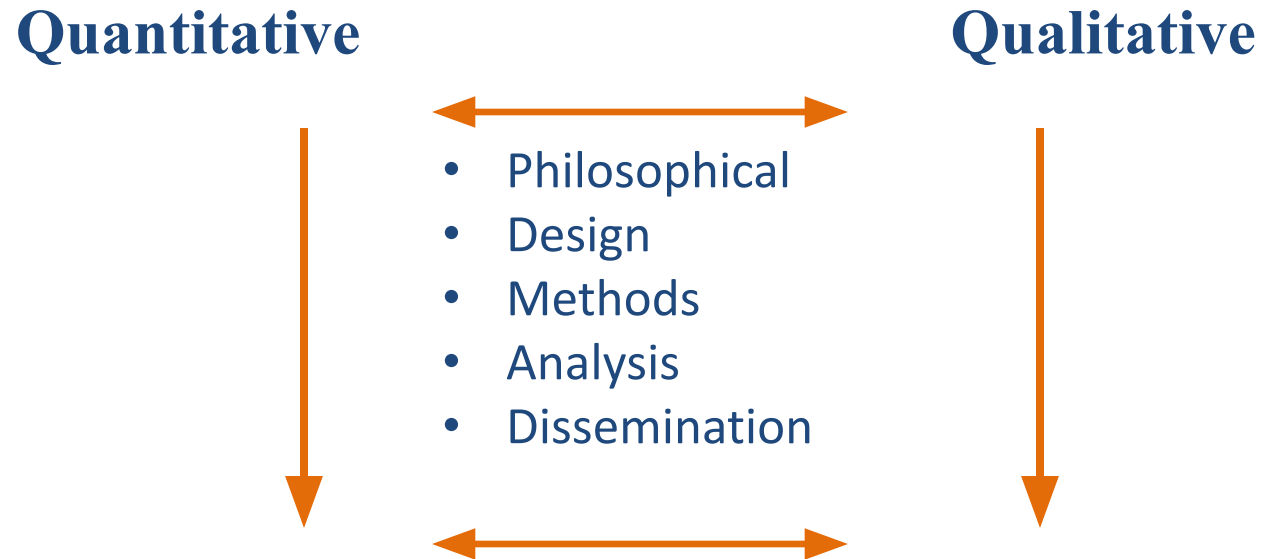 Quantitative Qualitative
• Philosophical
• Design
• Methods
• Analysis
• Dissemination